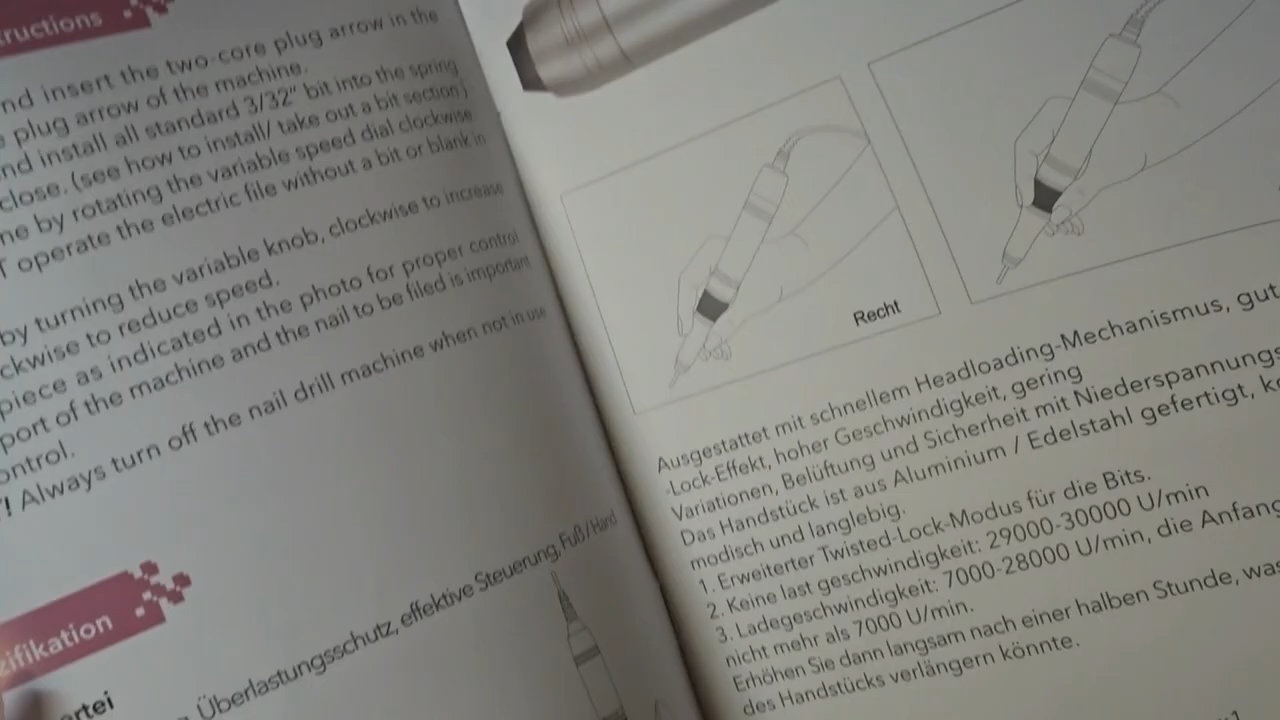 ructions
nd insert the two-core plug arrow in the
e plug arrow of the machine.
nd install all standard 3/32" bit into the spring
close. (see how to install/ take out a bit section)
ne by rotating the variable speed dial clockwise
T operate the electric file without a bit or blank in
by turning the variable knob, clockwise to increase
ckwise to reduce speed.
piece as indicated in the photo for proper control
port of the machine and the nail to be filed is important
ontrol.
! Always turn off the nail drill machine when not in use
zifikation
artei
Überlastungsschutz, effektive Steuerung, Fuß/Hand
Recht
Ausgestattet mit schnellem Headloading-Mechanismus, gut
-Lock-Effekt, hoher Geschwindigkeit, gering
Variationen, Belüftung und Sicherheit mit Niederspannungs
Das Handstück ist aus Aluminium / Edelstahl gefertigt, k
modisch und langlebig.
1. Erweiterter Twisted-Lock-Modus für die Bits.
2. Keine last geschwindigkeit: 29000-30000 U/min
3. Ladegeschwindigkeit: 7000-28000 U/min, die Anfang
nicht mehr als 7000 U/min.
Erhöhen Sie dann langsam nach einer halben Stunde, was
des Handstücks verlängern könnte.